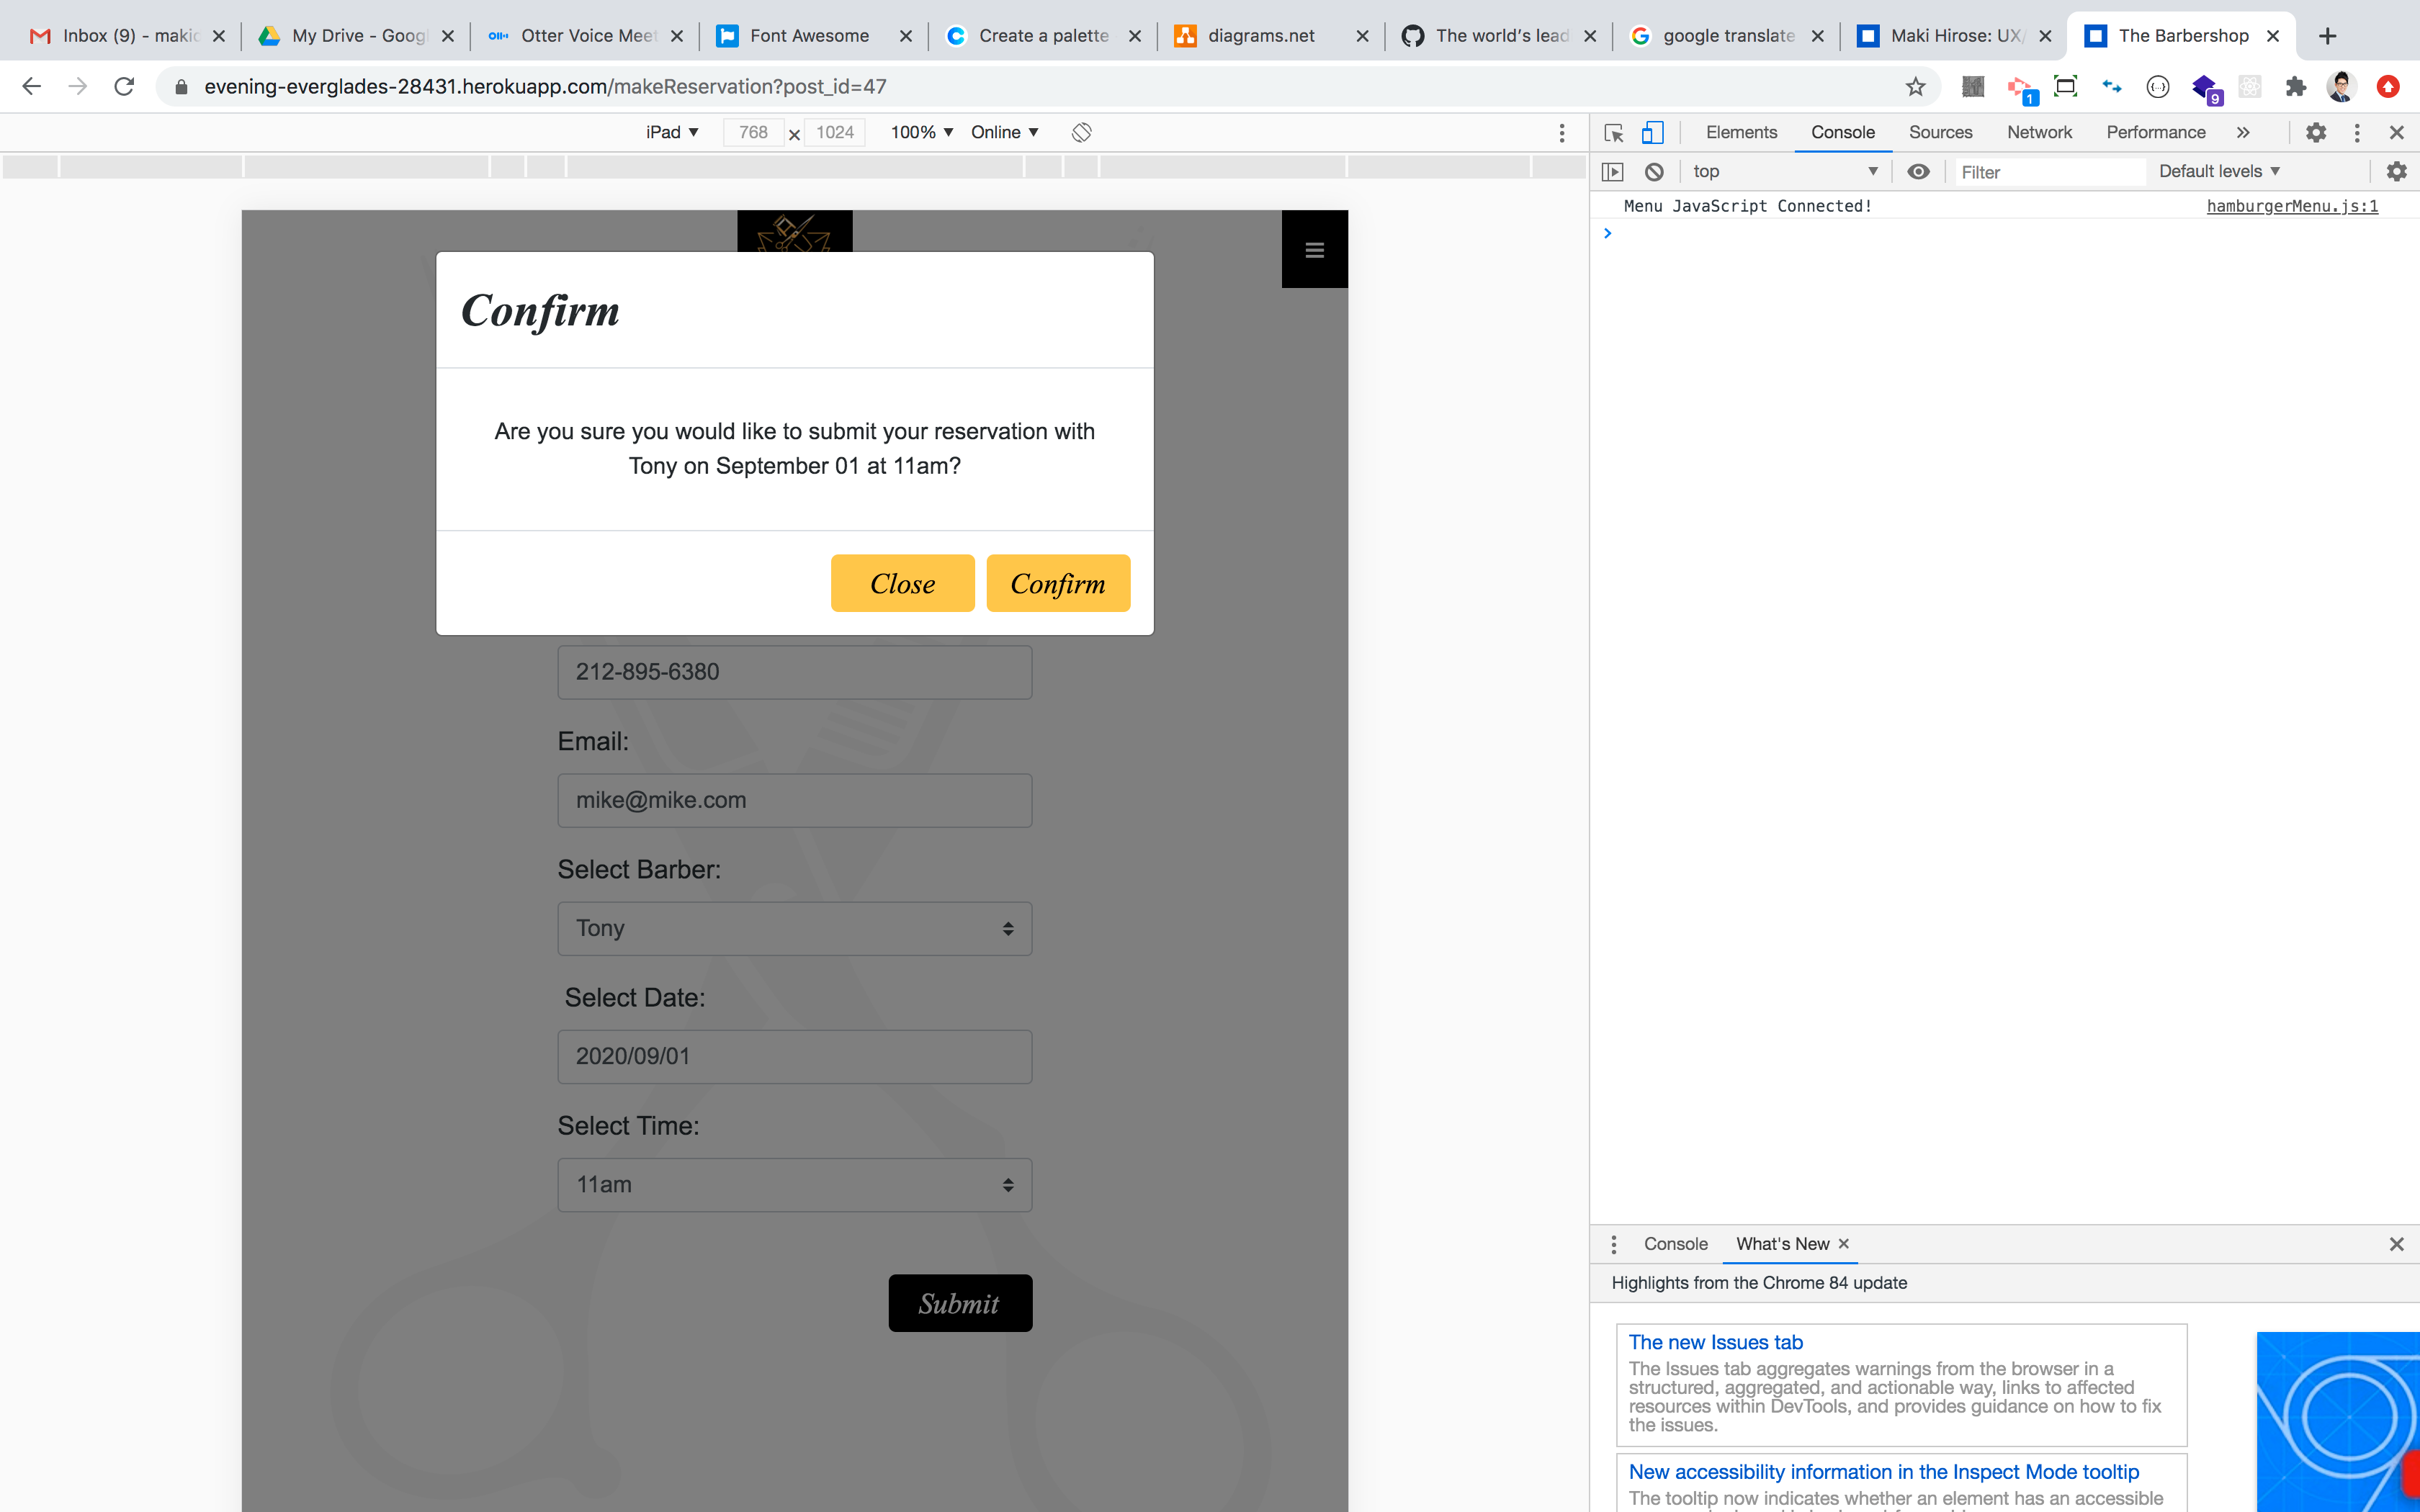 Inbox (9) - maki
My Drive - Goog
Otter Voice Meet
Font Awesome
Create a palette
diagrams.net
The world's lead
google translate
Maki Hirose: UX/
The Barbershop
evening-everglades-28431.herokuapp.com/makeReservation?post_id=47
1
9
iPad ▼ 768 × 1024 100% ▼ Online ▼
Elements Console Sources Network Performance »
top ▼ Filter Default levels ▼
Menu JavaScript Connected! hamburgerMenu.js:1
Confirm
Are you sure you would like to submit your reservation with
Tony on September 01 at 11am?
Close Confirm
212-895-6380
Email:
mike@mike.com
Select Barber:
Tony
Select Date:
2020/09/01
Select Time:
11am
Submit
Console What's New
Highlights from the Chrome 84 update
The new Issues tab
The Issues tab aggregates warnings from the browser in a
structured, aggregated, and actionable way, links to affected
resources within DevTools, and provides guidance on how to fix
the issues.
New accessibility information in the Inspect Mode tooltip
The tooltip now indicates whether an element has an accessible